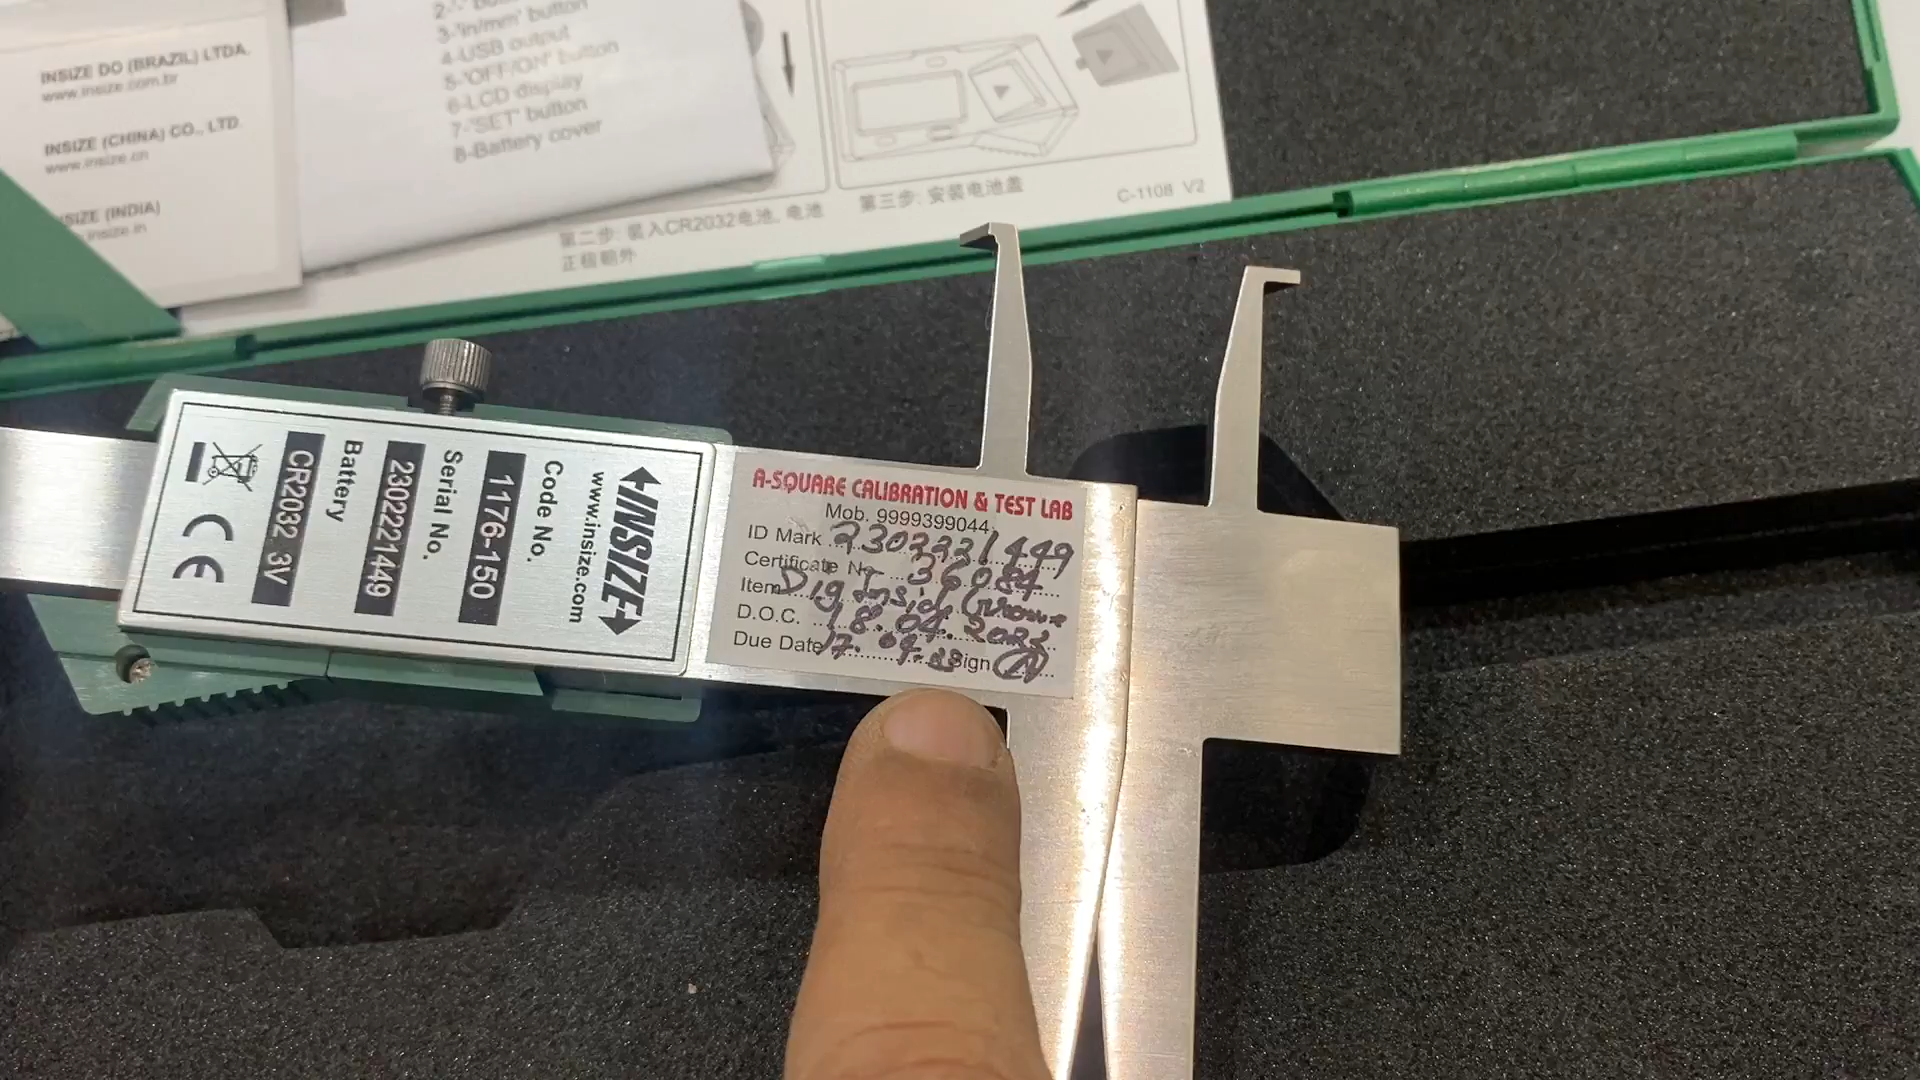 INSIZE DO (BRAZIL) LTDA.
www.insize.com.br
INSIZE (CHINA) CO., LTD.
www.insize.cn
INSIZE (INDIA)
insize.in
3-'in/mm' button
4-USB output
5-'OFF/ON' button
6-LCD display
7-'SET' button
8-Battery cover
第二步: 装入CR2032电池, 电池
正极朝外
第三步: 安装电池盖
C-1108 V2
INSIZE
www.insize.com
Code No.
1176-150
Serial No.
2302221449
Battery
CR2032 3V
CE
A-SQUARE CALIBRATION & TEST LAB
Mob. 9999399044
ID Mark 2302221449
Certificate No. 36084
Item Dig Inside Groove
D.O.C. 18.04.2022
Due Date 17.04.23 Sign